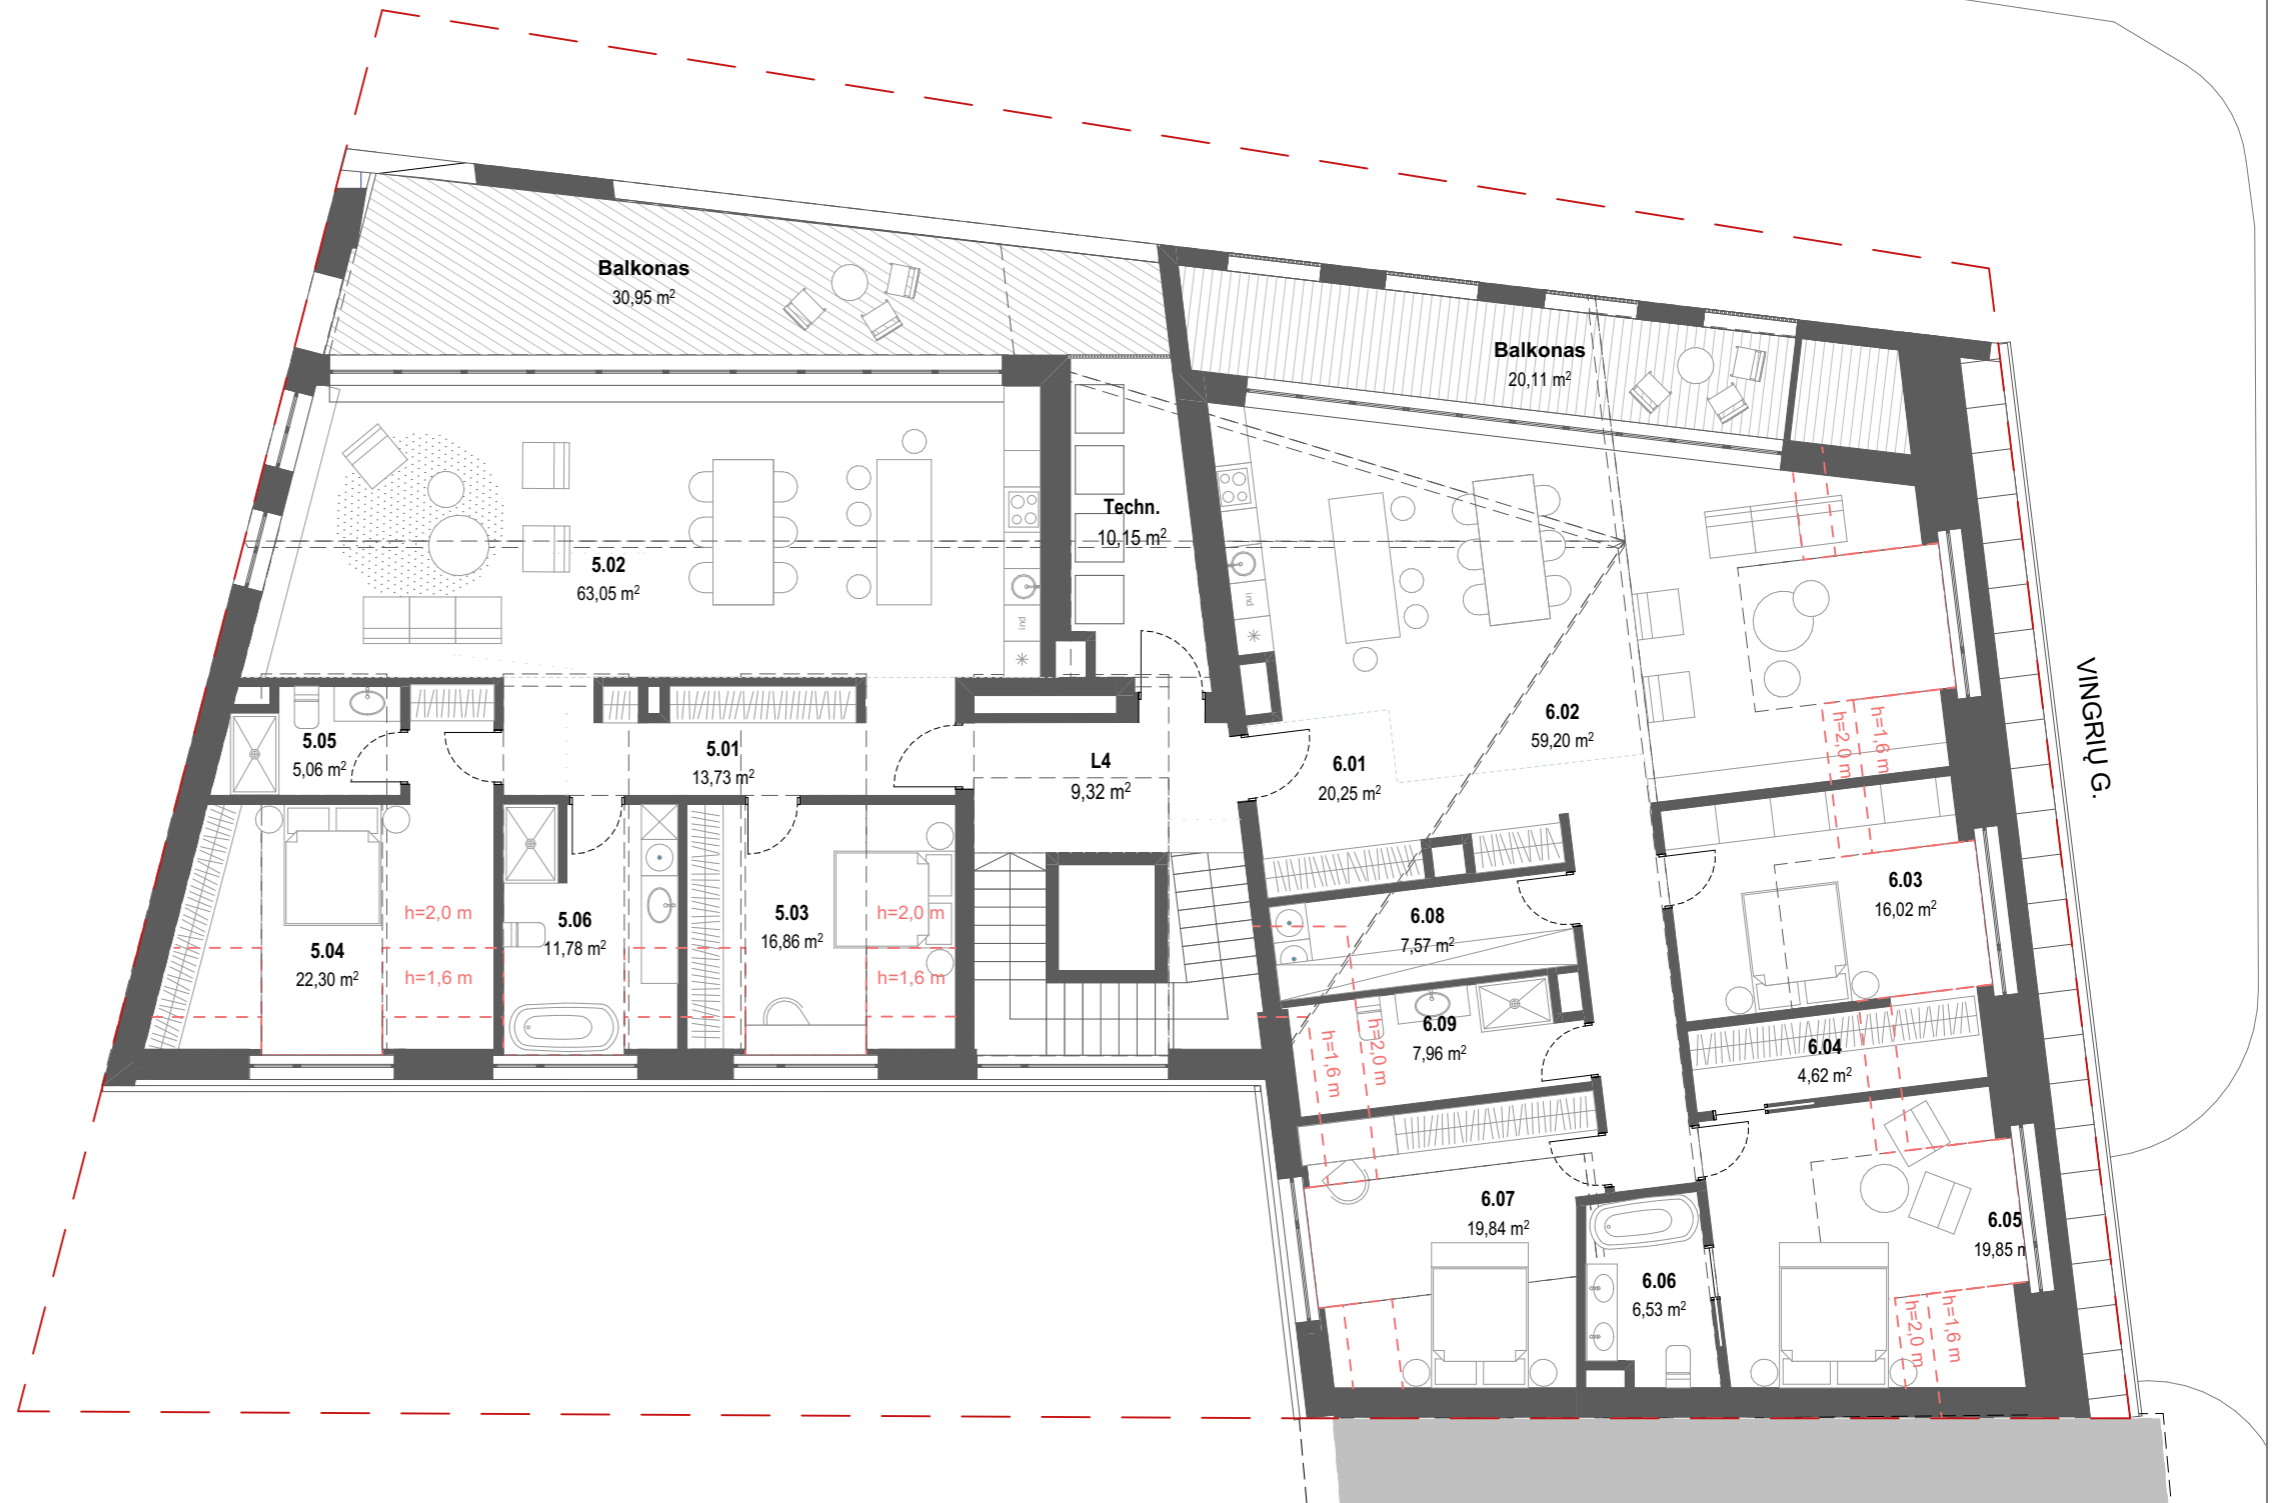 Balkonas
30,95 m²
Balkonas
20,11 m²
Techn.
10,15 m²
5.02
63,05 m²
ind
ind
5.05
5,06 m²
5.01
13,73 m²
L4
9,32 m²
6.01
20,25 m²
6.02
59,20 m²
h=2,0 m
h=1,6 m
VINGRIŲ G.
5.04
22,30 m²
h=2,0 m
h=1,6 m
5.06
11,78 m²
5.03
16,86 m²
h=2,0 m
h=1,6 m
6.08
7,57 m²
6.03
16,02 m²
6.09
7,96 m²
h=1,6 m
h=2,0 m
6.04
4,62 m²
6.07
19,84 m²
6.05
19,85 m
6.06
6,53 m²
h=2,0 m
h=1,6 m